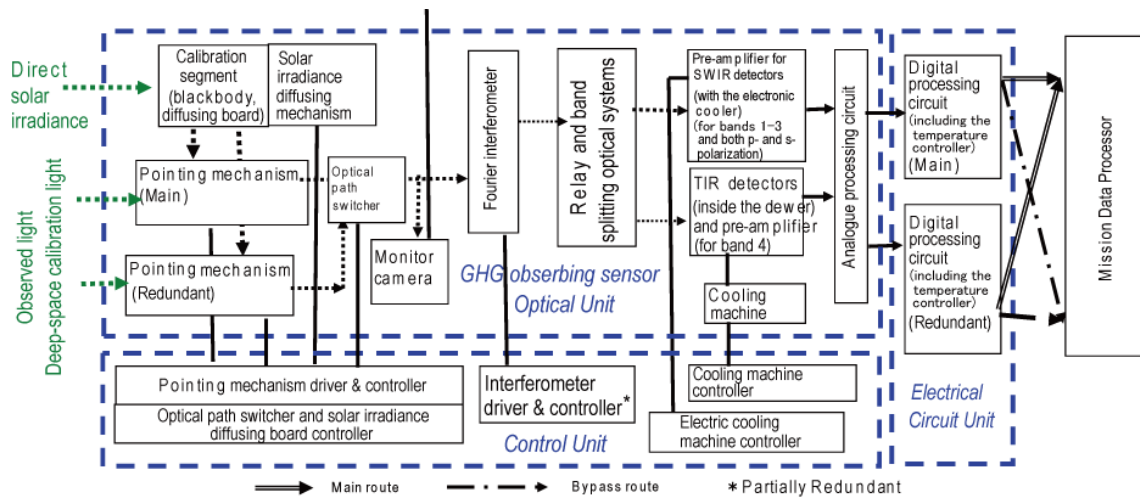 Direct
solar
irradiance
Observed light
Deep-space calibration light
Calibration
segment
(blackbody,
diffusing board)
Solar
irradiance
diffusing
mechanism
Pointing mechanism
(Main)
Pointing mechanism
(Redundant)
Optical
path
switcher
Monitor
camera
Fourier interferometer
Relay and band
splitting optical systems
Pre-amplifier for
SWIR detectors
(with the electronic
cooler)
(for bands 1-3
and both p- and s-
polarization)
TIR detectors
(inside the dewer)
and pre-amplifier
(for band 4)
Cooling
machine
Analogue processing circuit
GHG obserbing sensor
Optical Unit
Digital
processing
circuit
(including the
temperature
controller)
(Main)
Digital
processing
circuit
(including the
temperature
controller)
(Redundant)
Electrical
Circuit Unit
Mission Data Processor
Pointing mechanism driver & controller
Optical path switcher and solar irradiance
diffusing board controller
Interferometer
driver & controller*
Cooling machine
controller
Electric cooling
machine controller
Control Unit
Main route
Bypass route
*Partially Redundant